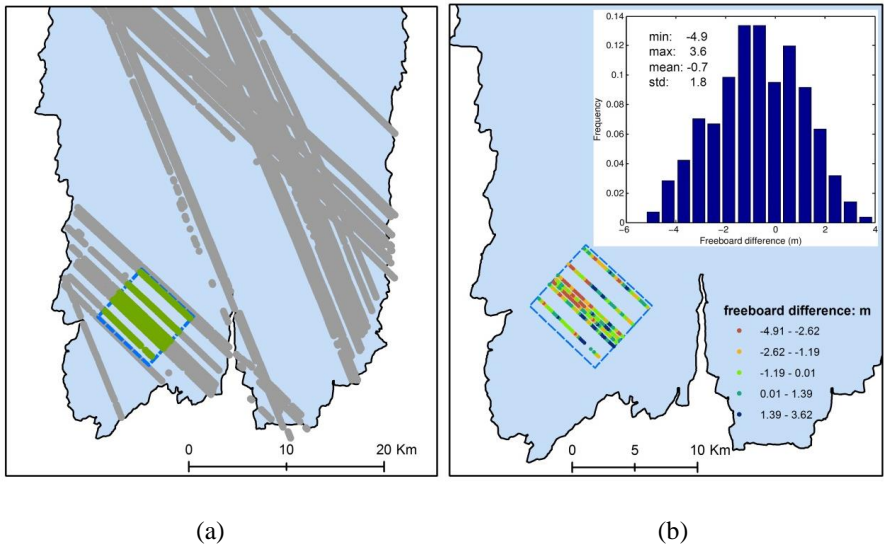 0 10 20 Km
(a)
0.14
0.12
0.1
0.08
0.06
0.04
0.02
0
Frequency
min: -4.9
max: 3.6
mean: -0.7
std: 1.8
−6 −4 −2 0 2 4
Freeboard difference (m)
freeboard difference: m
-4.91 - -2.62
-2.62 - -1.19
-1.19 - 0.01
0.01 - 1.39
1.39 - 3.62
0 5 10 Km
(b)